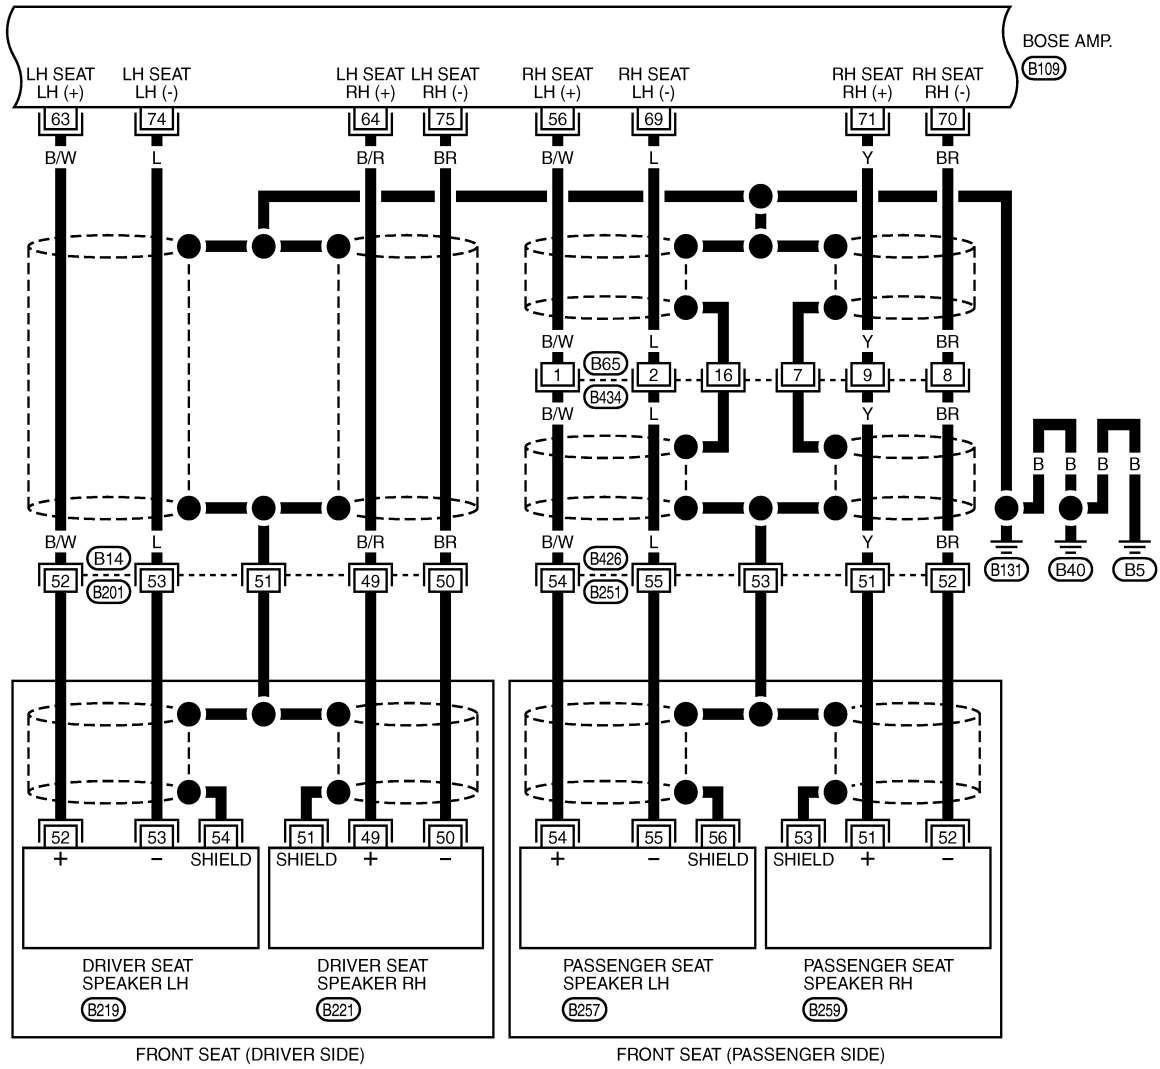 BOSE AMP.
B109
LH SEAT LH SEAT LH SEAT LH SEAT RH SEAT RH SEAT RH SEAT RH SEAT
LH (+) LH (-) RH (+) RH (-) LH (+) LH (-) RH (+) RH (-)
63 74 64 75 56 69 71 70
B/W L B/R BR B/W L Y BR
B/W L Y BR
B65
1 2 16 7 9 8
B434
B/W L L Y BR
B B B B
B/W L B/R BR B/W L Y BR
B14 B426
52 53 51 49 50 54 55 53 51 52
B201 B251
B131 B40 B5
52 53 54 51 49 50 54 55 56 53 51 52
+ − SHIELD SHIELD + − + − SHIELD SHIELD + −
DRIVER SEAT
SPEAKER LH
B219
DRIVER SEAT
SPEAKER RH
B221
PASSENGER SEAT
SPEAKER LH
B257
PASSENGER SEAT
SPEAKER RH
B259
FRONT SEAT (DRIVER SIDE)
FRONT SEAT (PASSENGER SIDE)